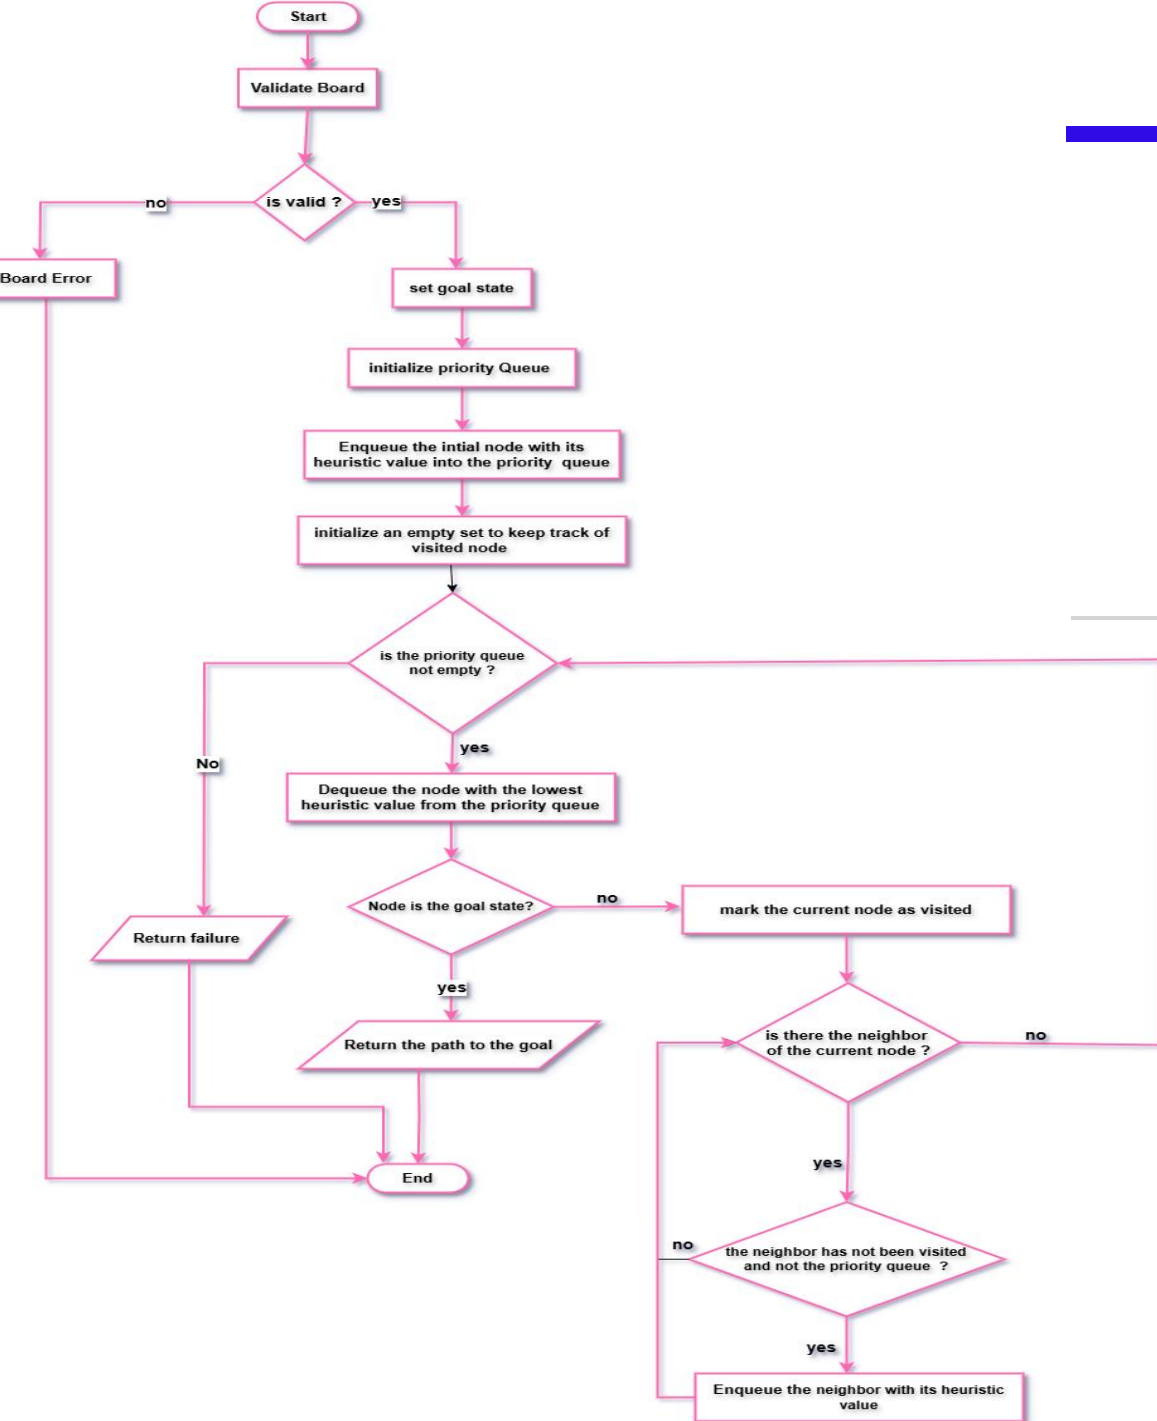 Start
Validate Board
is valid ?
no
yes
Board Error
set goal state
initialize priority Queue
Enqueue the intial node with its
heuristic value into the priority queue
initialize an empty set to keep track of
visited node
is the priority queue
not empty ?
yes
No
Dequeue the node with the lowest
heuristic value from the priority queue
Node is the goal state?
no
mark the current node as visited
Return failure
yes
Return the path to the goal
is there the neighbor
of the current node ?
no
End
yes
the neighbor has not been visited
and not the priority queue ?
no
yes
Enqueue the neighbor with its heuristic
value